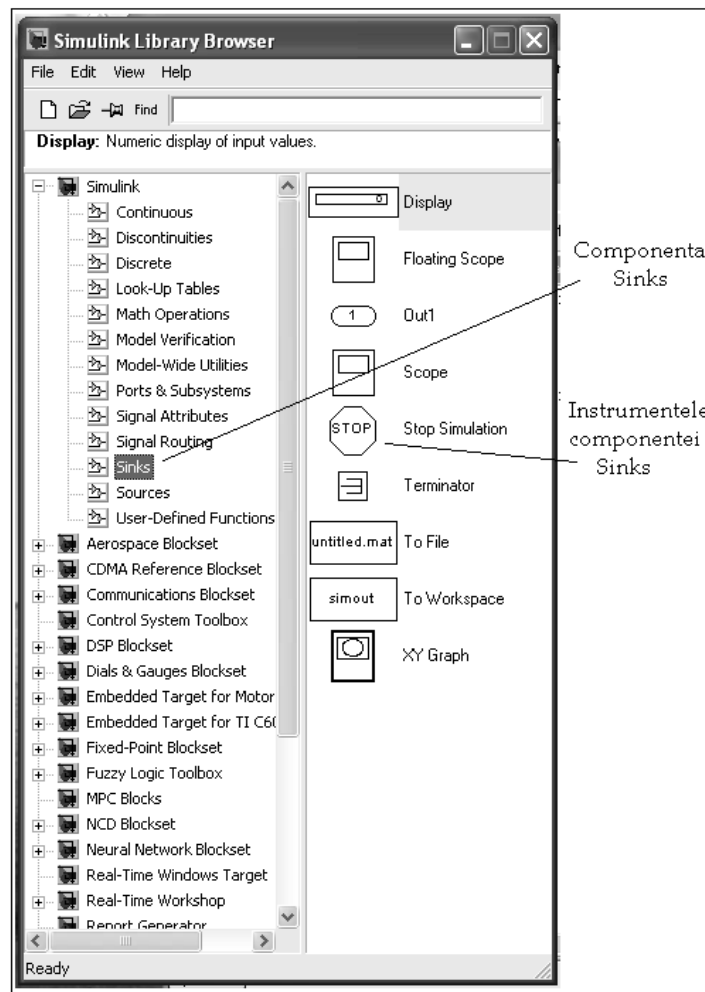 Simulink Library Browser
File Edit View Help
Find
Display: Numeric display of input values.
Simulink
Continuous
Discontinuities
Discrete
Look-Up Tables
Math Operations
Model Verification
Model-Wide Utilities
Ports & Subsystems
Signal Attributes
Signal Routing
Sinks
Sources
User-Defined Functions
Aerospace Blockset
CDMA Reference Blockset
Communications Blockset
Control System Toolbox
DSP Blockset
Dials & Gauges Blockset
Embedded Target for Motor
Embedded Target for TI C60
Fixed-Point Blockset
Fuzzy Logic Toolbox
MPC Blocks
NCD Blockset
Neural Network Blockset
Real-Time Windows Target
Real-Time Workshop
Report Generator
0 Display
Floating Scope
1 Out1
Scope
STOP Stop Simulation
Terminator
untitled.mat To File
simout To Workspace
XY Graph
Ready
Componenta
Sinks
Instrumentele
componentei
Sinks